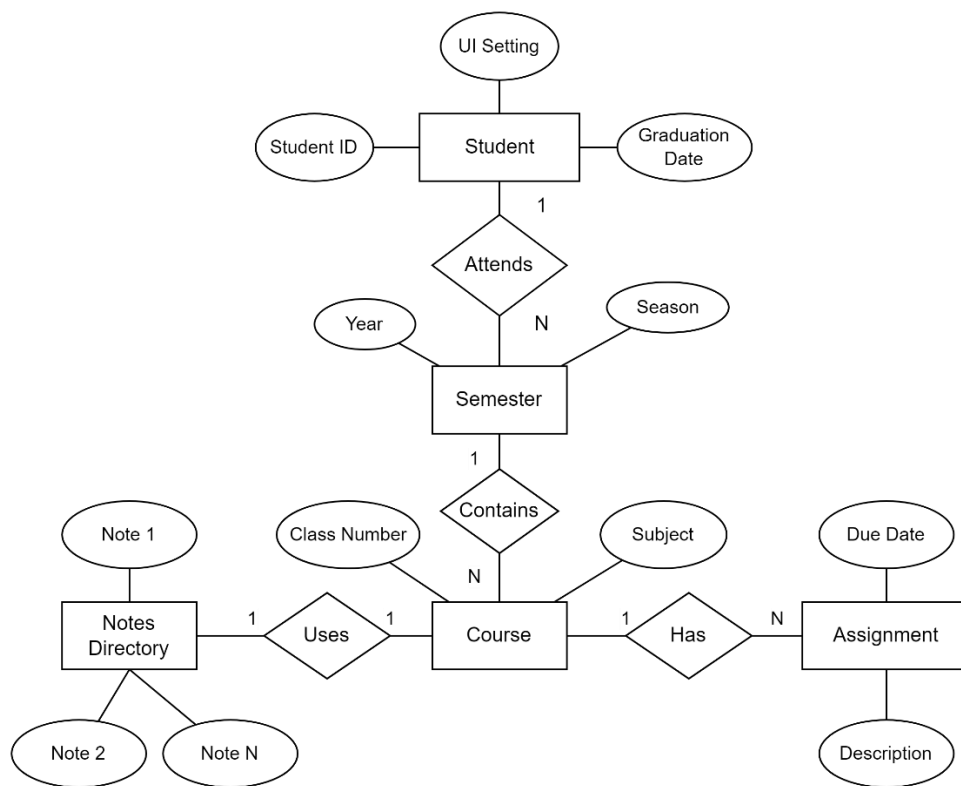 UI Setting
Student ID
Student
Graduation
Date
1
Attends
N
Year
Season
Semester
1
Contains
Note 1
Class Number
Subject
Due Date
N
Notes
Directory
1
Uses
1
Course
1
Has
N
Assignment
Note 2
Note N
Description